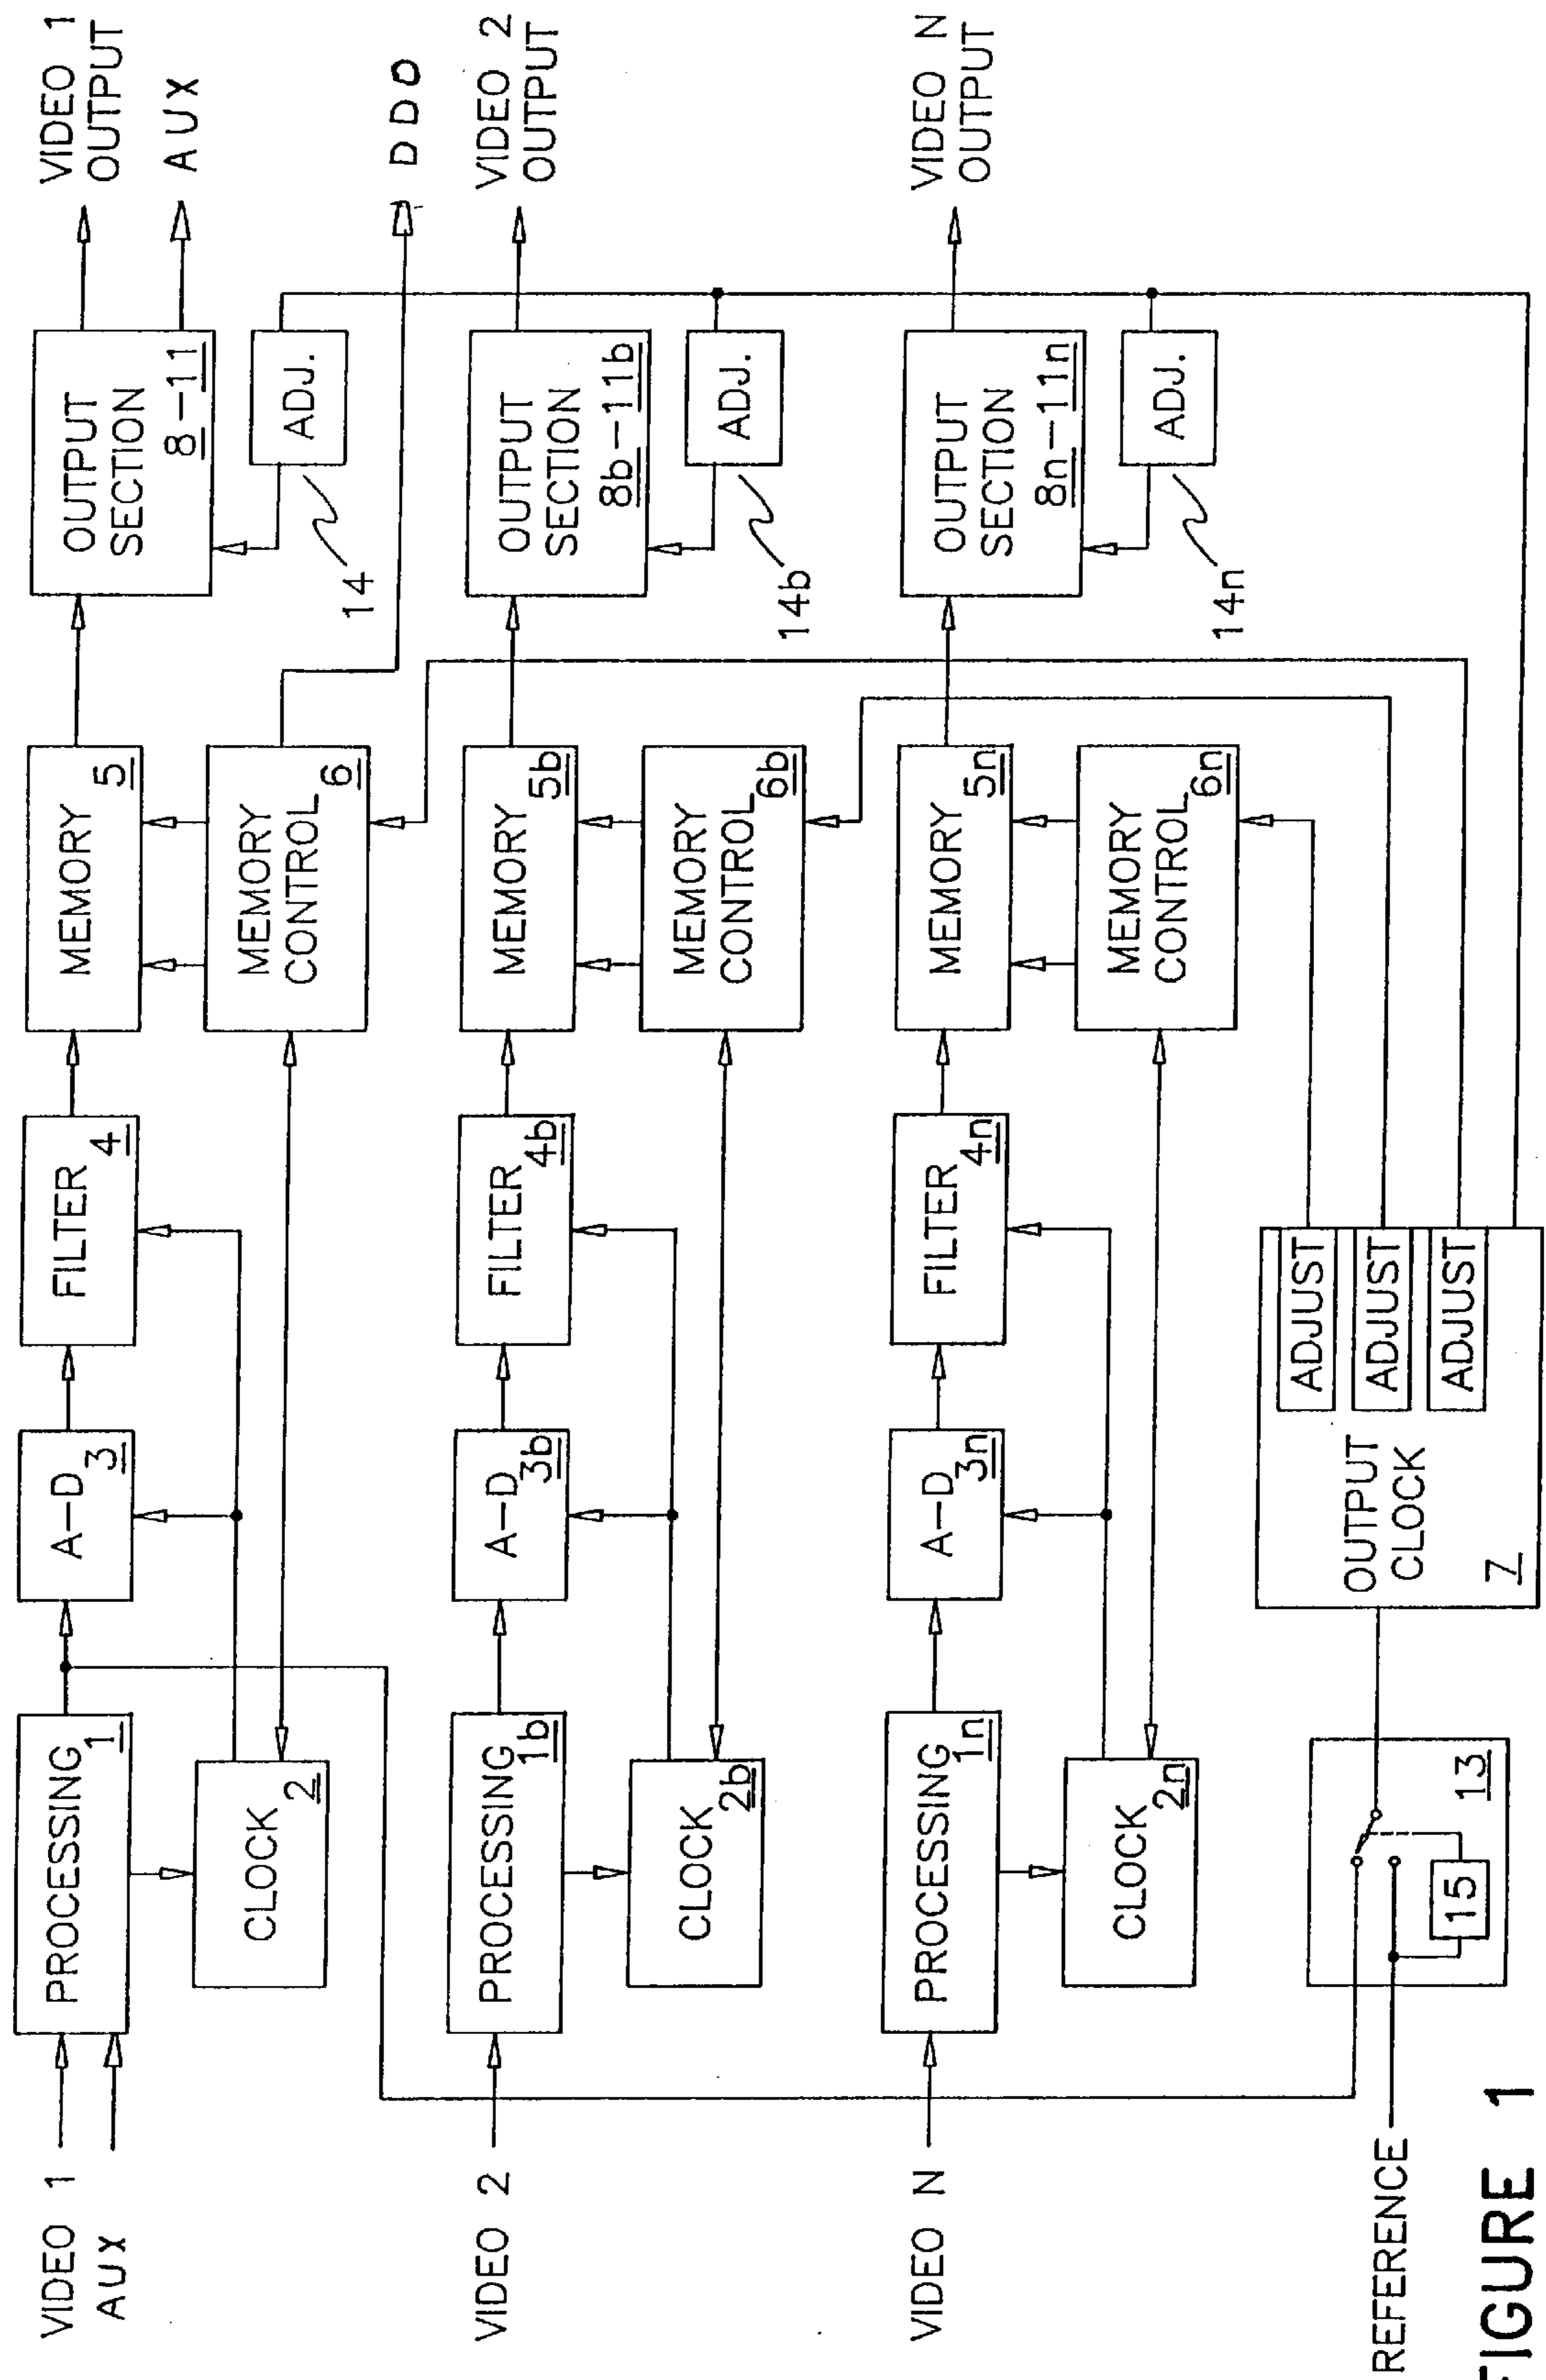 VIDEO 1
AUX
PROCESSING
1
CLOCK
2
A-D
3
FILTER
4
MEMORY
5
MEMORY
CONTROL
6
OUTPUT
SECTION
8-11
ADJ.
14
VIDEO 1
OUTPUT
AUX
DDO
VIDEO 2
PROCESSING
1b
CLOCK
2b
A-D
3b
FILTER
4b
MEMORY
5b
MEMORY
CONTROL
6b
OUTPUT
SECTION
8b-11b
ADJ.
14b
VIDEO 2
OUTPUT
VIDEO N
PROCESSING
1n
CLOCK
2n
A-D
3n
FILTER
4n
MEMORY
5n
MEMORY
CONTROL
6n
OUTPUT
SECTION
8n-11n
ADJ.
14n
VIDEO N
OUTPUT
REFERENCE
13
15
OUTPUT
CLOCK
7
ADJUST
ADJUST
ADJUST
FIGURE 1